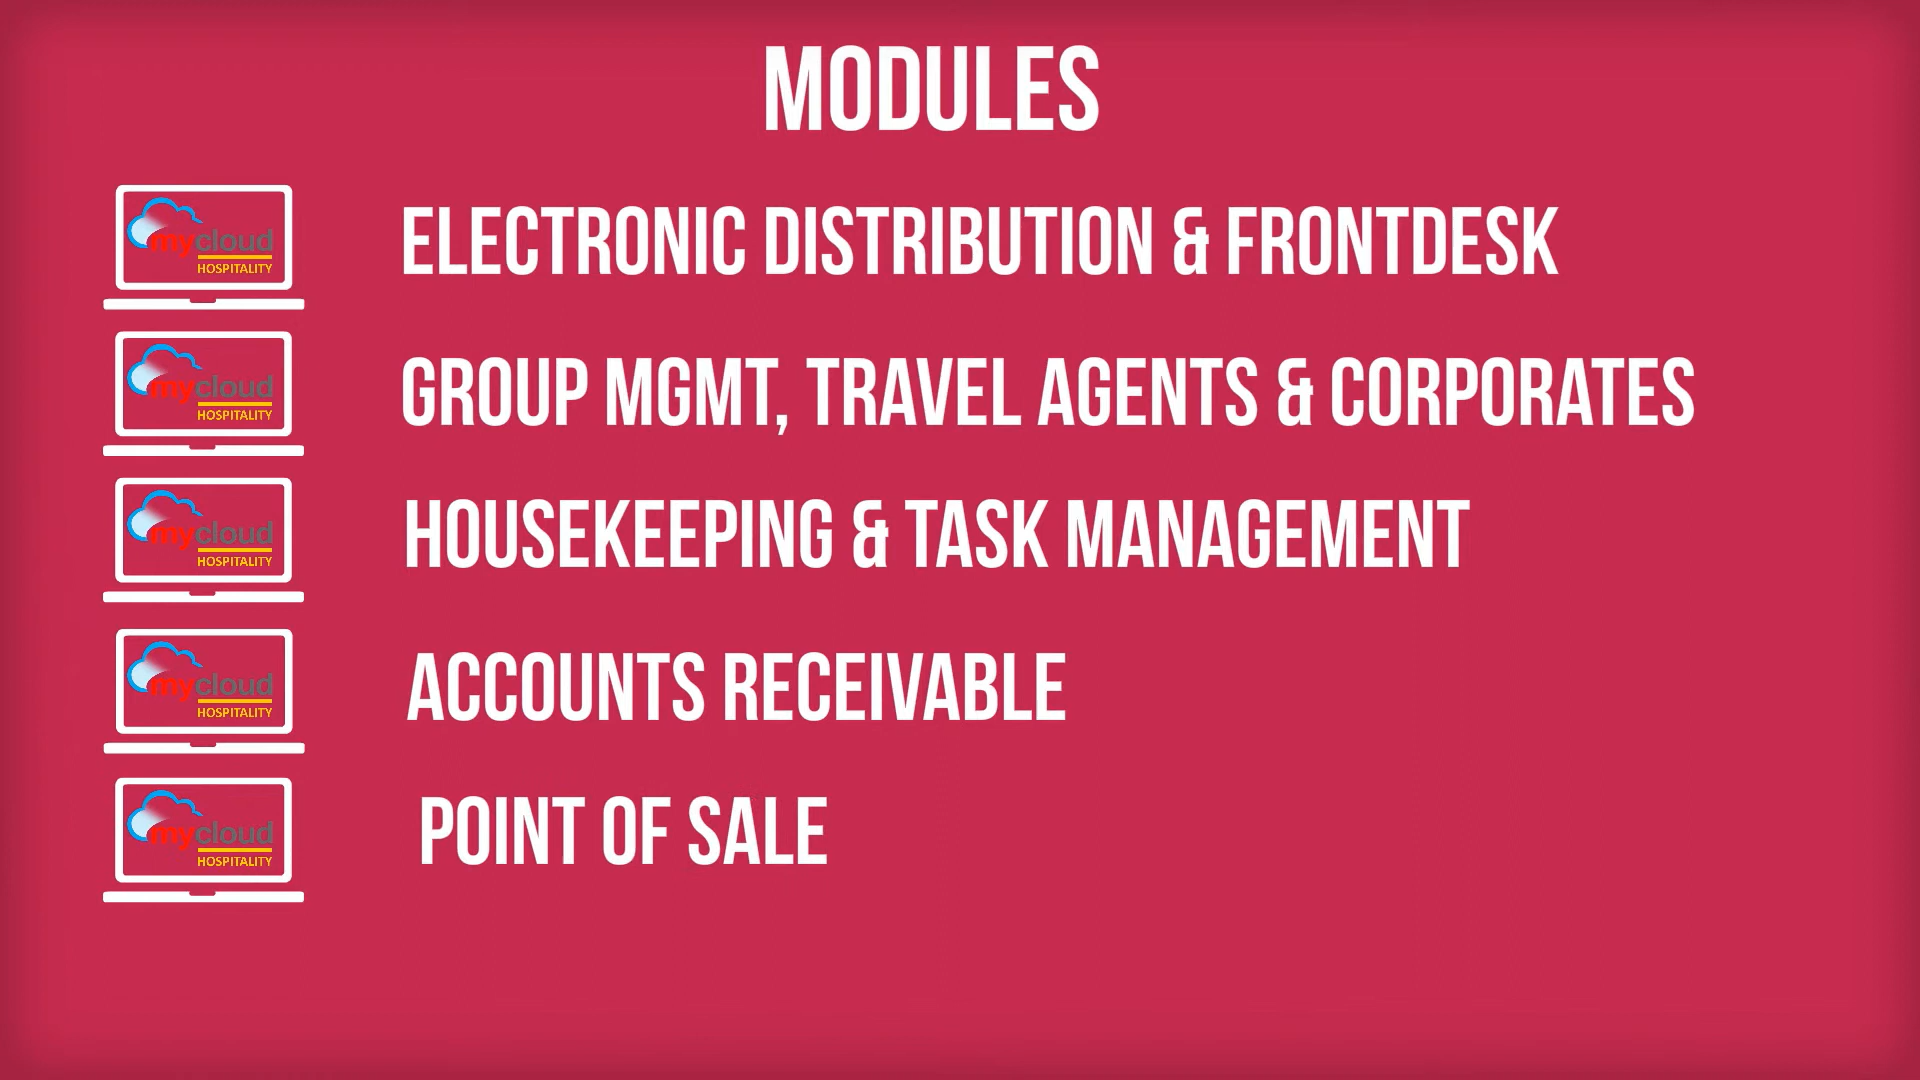 MODULES
mycloud
HOSPITALITY
ELECTRONIC DISTRIBUTION & FRONTDESK
mycloud
HOSPITALITY
GROUP MGMT, TRAVEL AGENTS & CORPORATES
mycloud
HOSPITALITY
HOUSEKEEPING & TASK MANAGEMENT
mycloud
HOSPITALITY
ACCOUNTS RECEIVABLE
mycloud
HOSPITALITY
POINT OF SALE